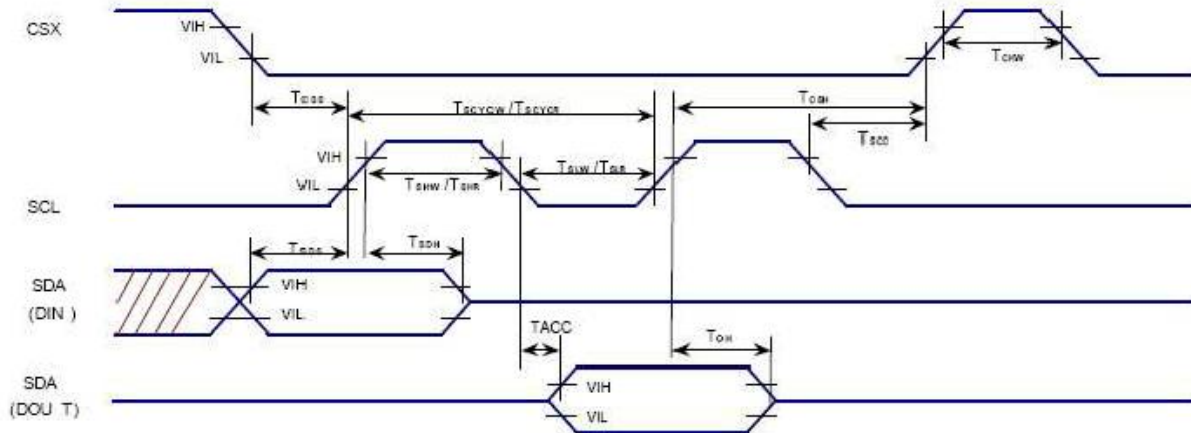 CSX
VIH
VIL
TCHW
TCSS
TSCYCW /TSCYCR
TCSH
TSCC
VIH
VIL
TSHW /TSHR
TSLW /TSLR
SCL
TSDS
TSDH
SDA
(DIN )
VIH
VIL
TACC
TOH
SDA
(DOU T)
VIH
VIL